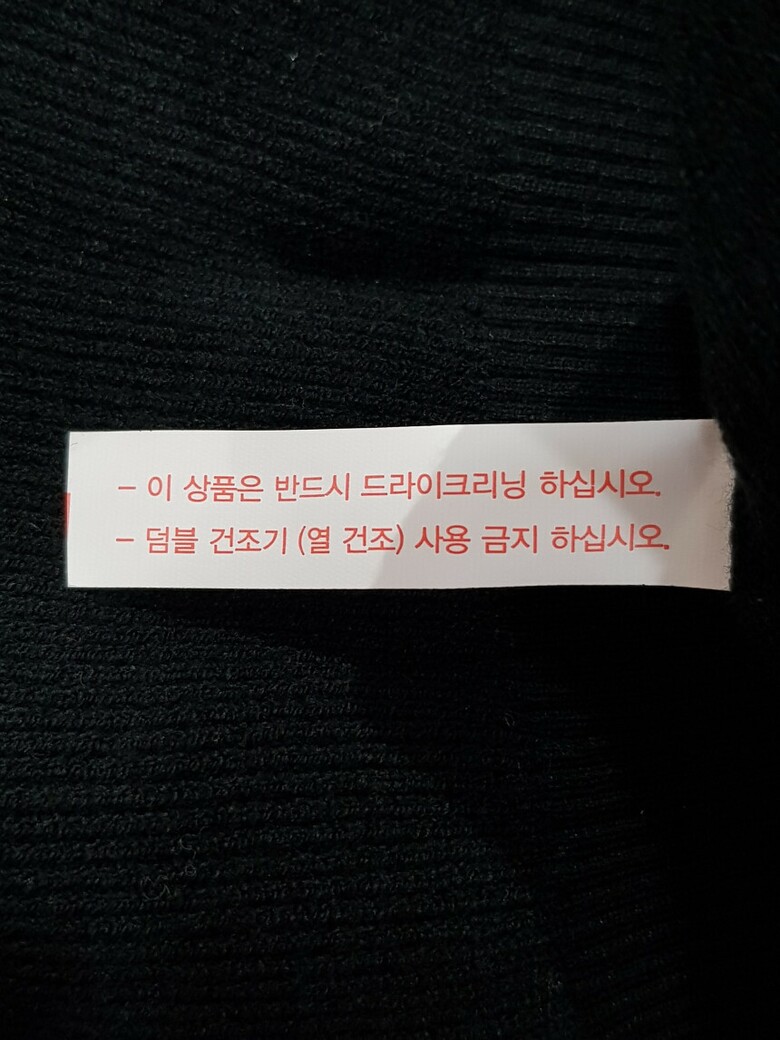 - 이 상품은 반드시 드라이크리닝 하십시오.
- 덤블 건조기 (열 건조) 사용 금지 하십시오.